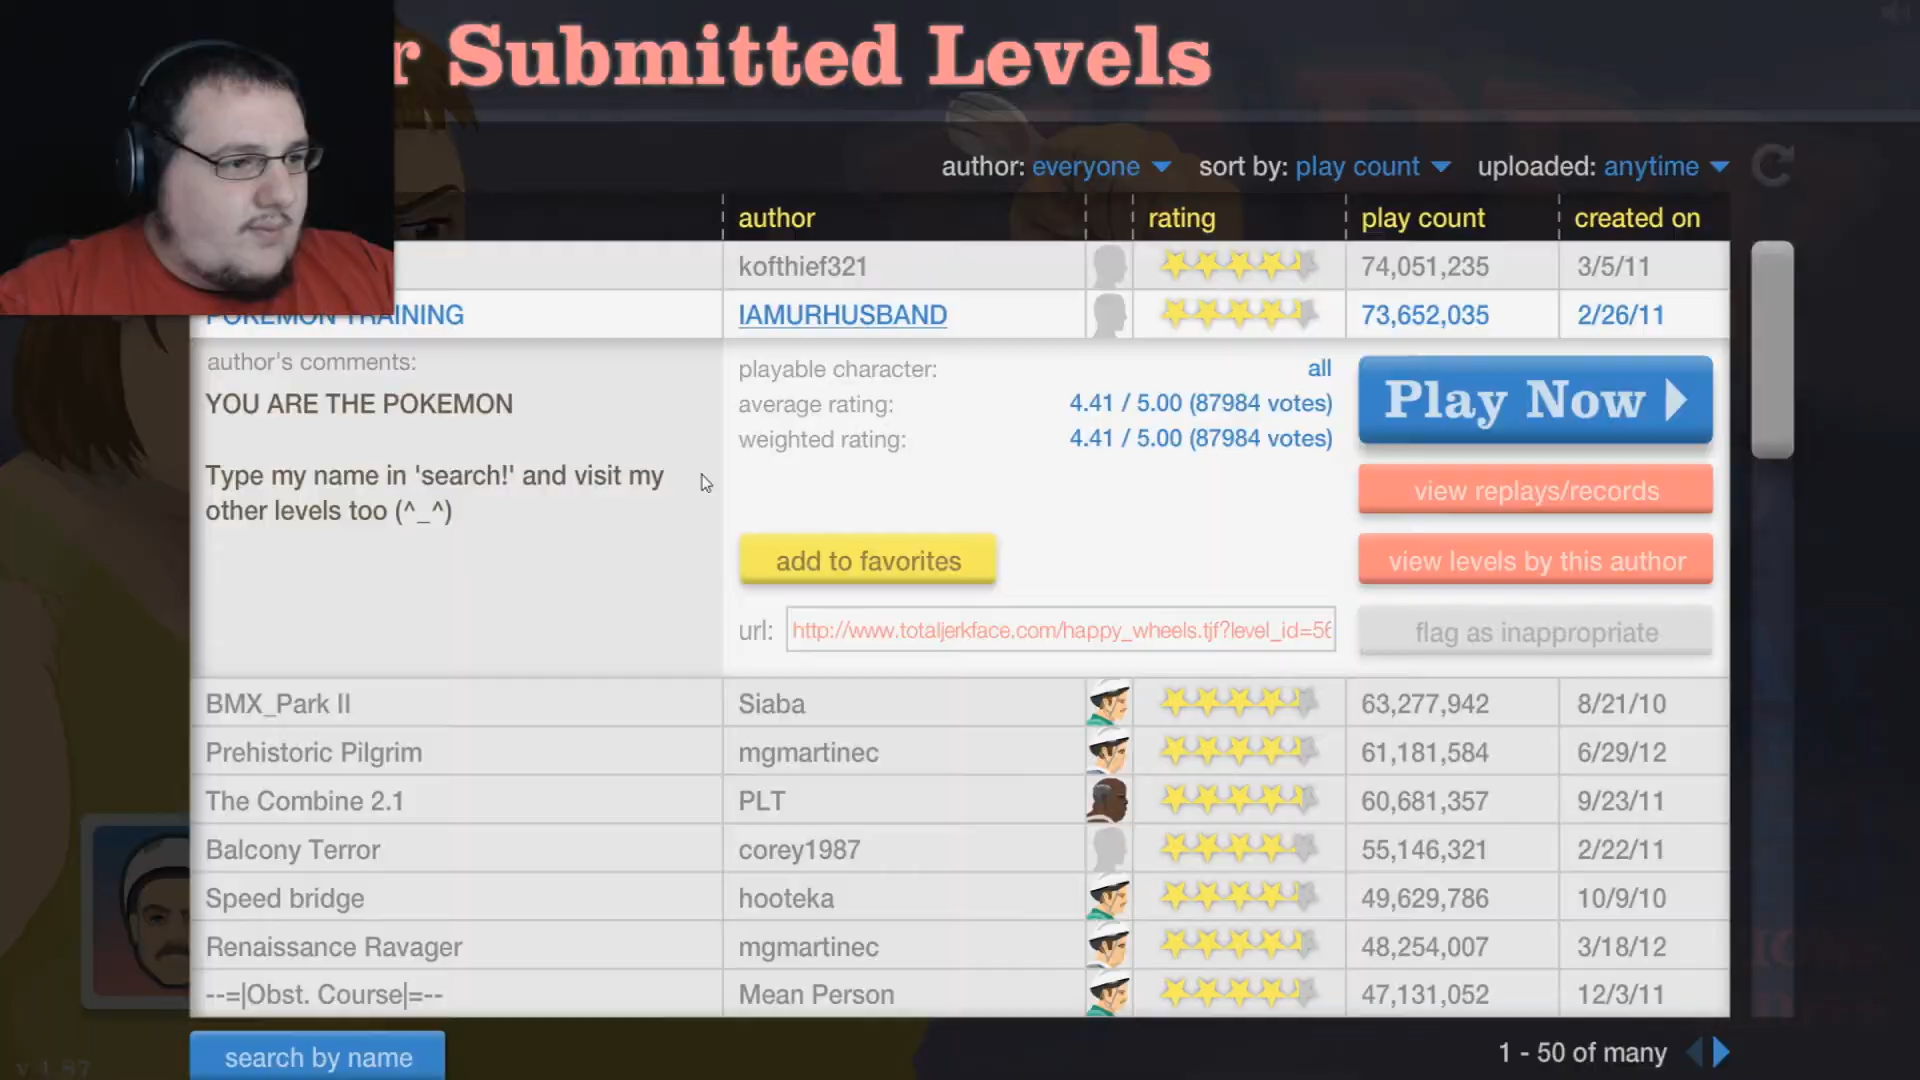 r Submitted Levels
author: everyone sort by: play count uploaded: anytime
author rating play count created on
kofthief321 74,051,235 3/5/11
POKEMON TRAINING IAMURHUSBAND 73,652,035 2/26/11
author's comments:
YOU ARE THE POKEMON
Type my name in 'search!' and visit my
other levels too (^_^)
playable character: all
average rating: 4.41 / 5.00 (87984 votes)
weighted rating: 4.41 / 5.00 (87984 votes)
add to favorites
url: http://www.totaljerkface.com/happy_wheels.tjf?level_id=56
Play Now
view replays/records
view levels by this author
flag as inappropriate
BMX_Park II Siaba 63,277,942 8/21/10
Prehistoric Pilgrim mgmartinec 61,181,584 6/29/12
The Combine 2.1 PLT 60,681,357 9/23/11
Balcony Terror corey1987 55,146,321 2/22/11
Speed bridge hooteka 49,629,786 10/9/10
Renaissance Ravager mgmartinec 48,254,007 3/18/12
--=|Obst. Course|=-- Mean Person 47,131,052 12/3/11
search by name
1 - 50 of many
v 1.87